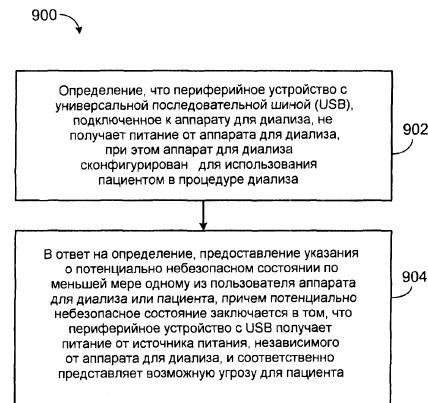 900
Определение, что периферийное устройство с
универсальной последовательной шиной (USB),
подключенное к аппарату для диализа, не
получает питание от аппарата для диализа,
при этом аппарат для диализа
сконфигурирован для использования
пациентом в процедуре диализа
902
В ответ на определение, предоставление указания
о потенциально небезопасном состоянии по
меньшей мере одному из пользователя аппарата
для диализа или пациента, причем потенциально
небезопасное состояние заключается в том, что
периферийное устройство с USB получает
питание от источника питания, независимого
от аппарата для диализа, и соответственно
представляет возможную угрозу для пациента
904